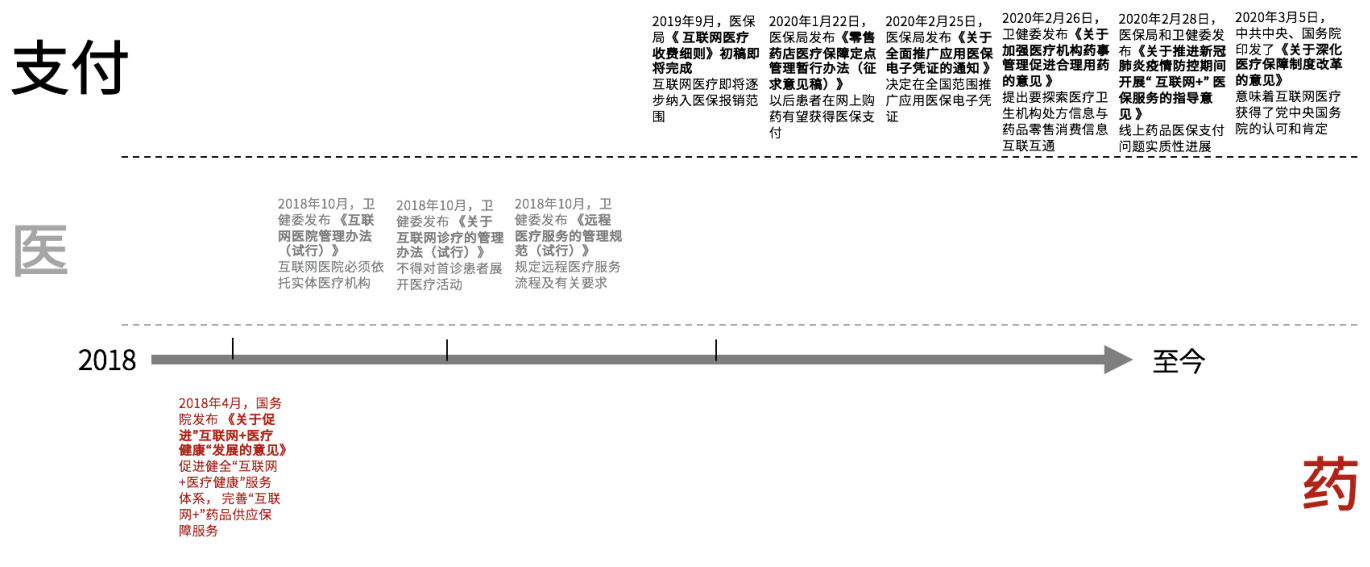 支付
2019年9月，医保
局《 互联网医疗
收费细则》初稿即
将完成
互联网医疗即将逐
步纳入医保报销范
围
2020年1月22日，
医保局发布《零售
药店医疗保障定点
管理暂行办法（征
求意见稿）》
以后患者在网上购
药有望获得医保支
付
2020年2月25日，
医保局发布《关于
全面推广应用医保
电子凭证的通知 》
决定在全国范围推
广应用医保电子凭
证
2020年2月26日，
卫健委发布《关于
加强医疗机构药事
管理促进合理用药
的意见 》
提出要探索医疗卫
生机构处方信息与
药品零售消费信息
互联互通
2020年2月28日，
医保局和卫健委发
布《关于推进新冠
肺炎疫情防控期间
开展“ 互联网+” 医
保服务的指导意
见 》
线上药品医保支付
问题实质性进展
2020年3月5日，
中共中央、国务院
印发了《关于深化
医疗保障制度改革
的意见》
意味着互联网医疗
获得了党中央国务
院的认可和肯定
医
2018年10月，卫
健委发布 《互联
网医院管理办法
（试行）》
互联网医院必须依
托实体医疗机构
2018年10月，卫
健委发布 《关于
互联网诊疗的管理
办法（试行）》
不得对首诊患者展
开医疗活动
2018年10月，卫
健委发布 《远程
医疗服务的管理规
范（试行）》
规定远程医疗服务
流程及有关要求
2018
至今
2018年4月，国务
院发布 《关于促
进”互联网+医疗
健康“发展的意见》
促进健全“互联网
+医疗健康”服务
体系， 完善“互联
网+”药品供应保
障服务
药